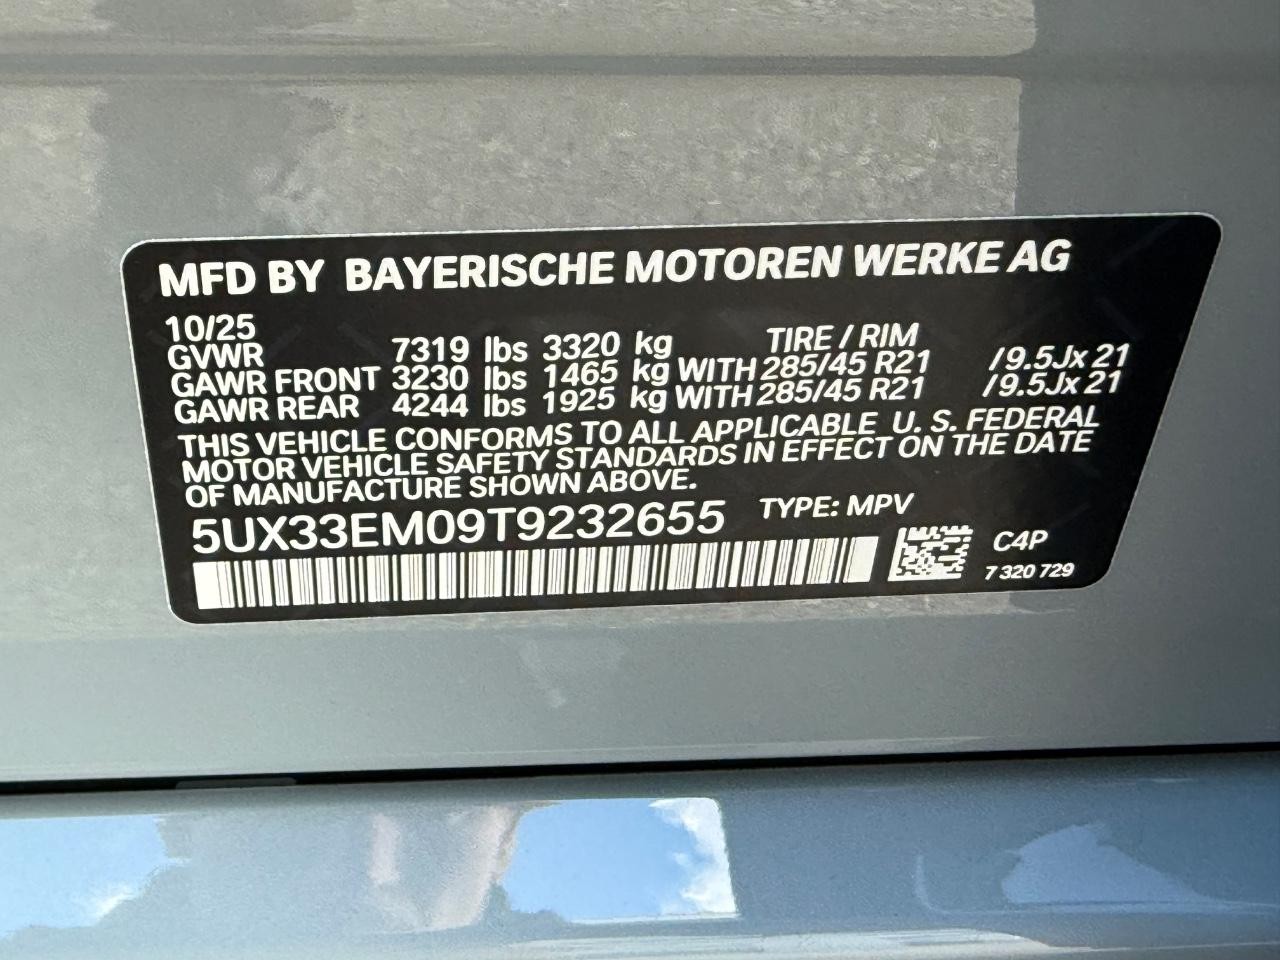 MFD BY BAYERISCHE MOTOREN WERKE AG
10/25 TIRE / RIM
GVWR 7319 lbs 3320 kg
GAWR FRONT 3230 lbs 1465 kg WITH 285/45 R21 /9.5Jx 21
GAWR REAR 4244 lbs 1925 kg WITH 285/45 R21 /9.5Jx 21
THIS VEHICLE CONFORMS TO ALL APPLICABLE U. S. FEDERAL
MOTOR VEHICLE SAFETY STANDARDS IN EFFECT ON THE DATE
OF MANUFACTURE SHOWN ABOVE.
5UX33EM09T9232655 TYPE: MPV
C4P
7 320 729